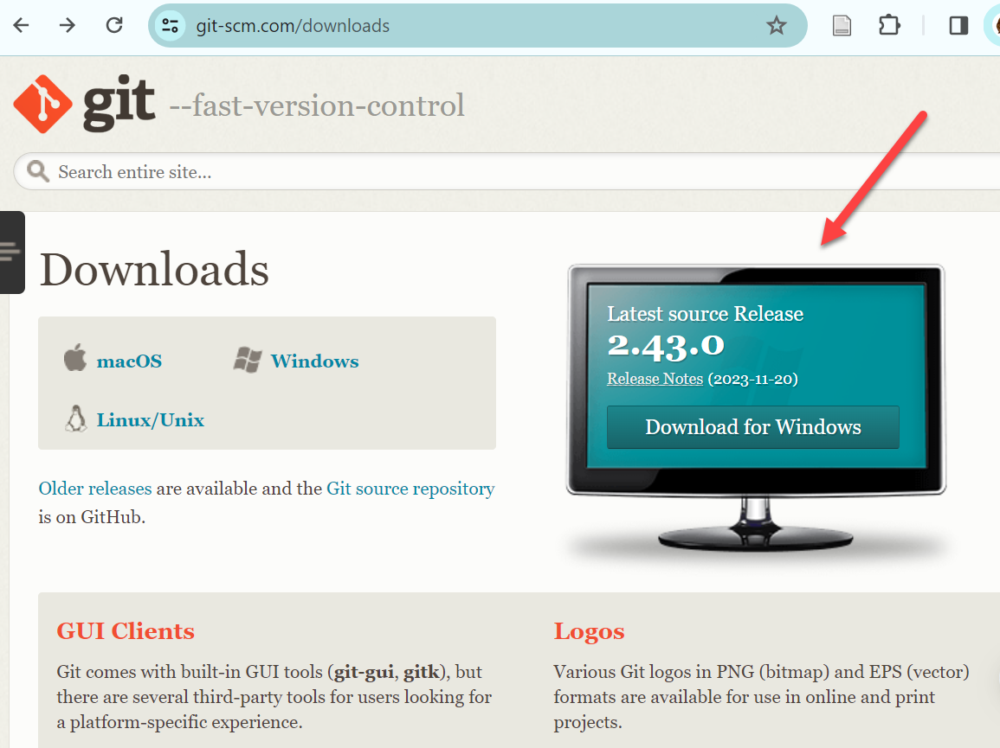 git-scm.com/downloads
git --fast-version-control
Search entire site...
Downloads
macOS
Windows
Linux/Unix
Older releases are available and the Git source repository
is on GitHub.
Latest source Release
2.43.0
Release Notes (2023-11-20)
Download for Windows
GUI Clients
Git comes with built-in GUI tools (git-gui, gitk), but
there are several third-party tools for users looking for
a platform-specific experience.
Logos
Various Git logos in PNG (bitmap) and EPS (vector)
formats are available for use in online and print
projects.